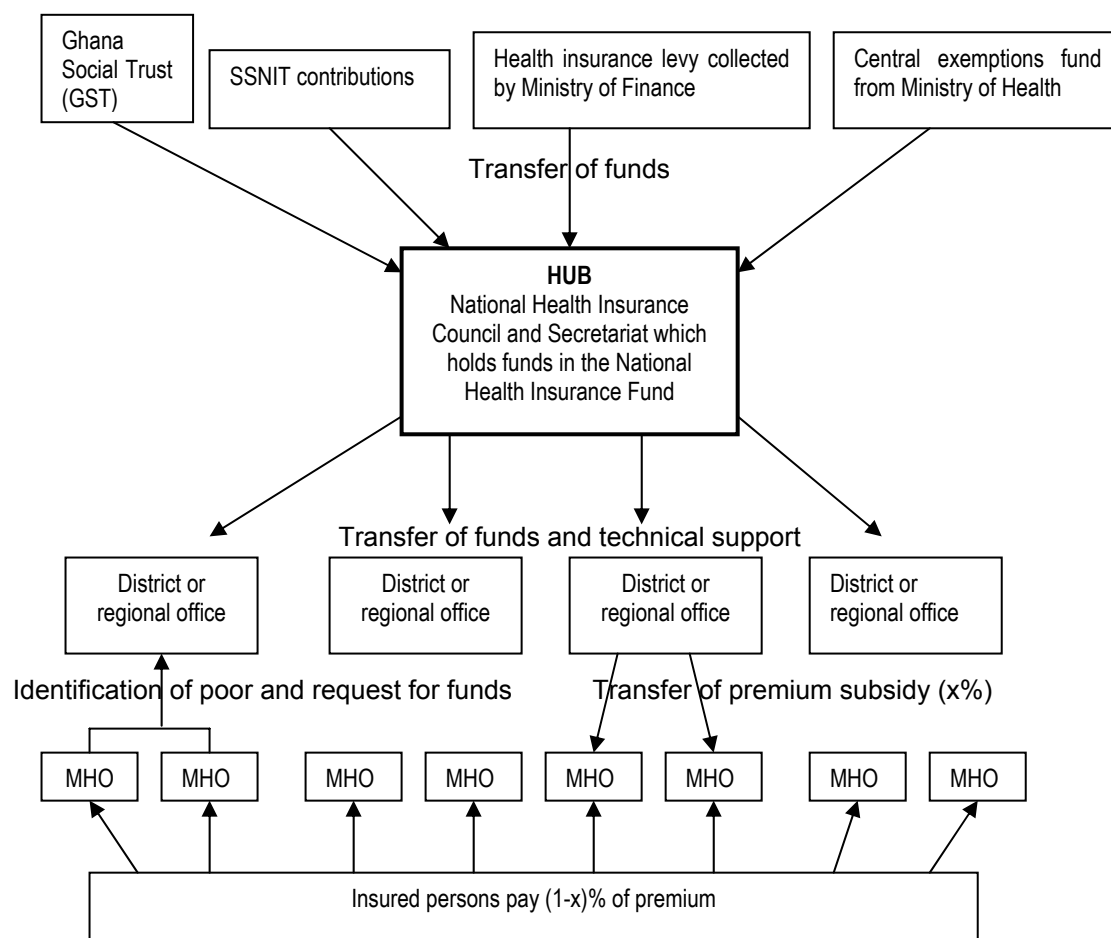 Ghana
Social Trust
(GST)
SSNIT contributions
Health insurance levy collected
by Ministry of Finance
Central exemptions fund
from Ministry of Health
Transfer of funds
HUB
National Health Insurance
Council and Secretariat which
holds funds in the National
Health Insurance Fund
Transfer of funds and technical support
District or
regional office
District or
regional office
District or
regional office
District or
regional office
Identification of poor and request for funds
Transfer of premium subsidy (x%)
MHO
MHO
MHO
MHO
MHO
MHO
MHO
MHO
Insured persons pay (1-x)% of premium